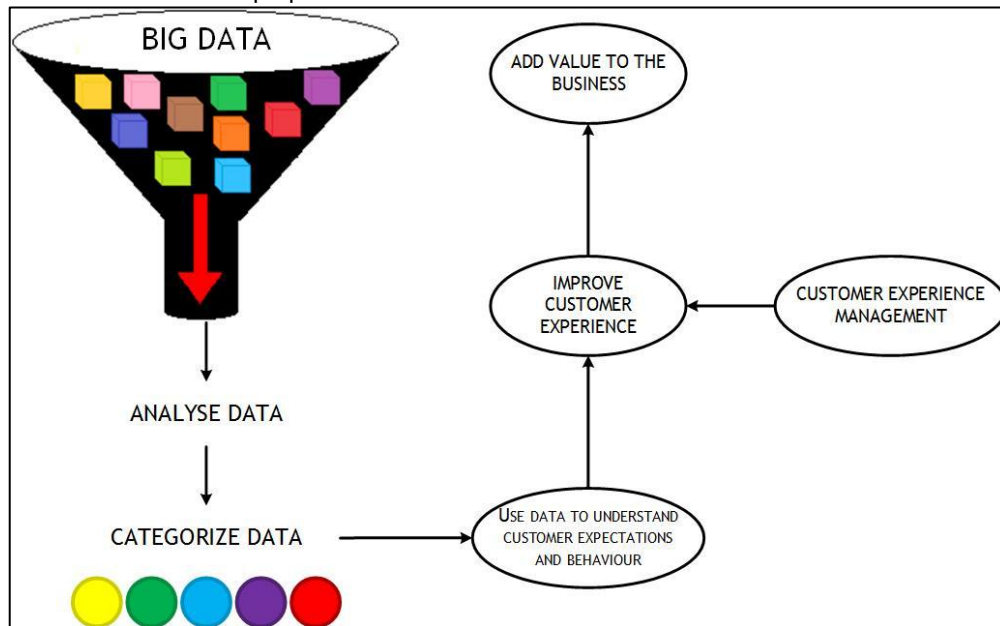 BIG DATA
ANALYSE DATA
CATEGORIZE DATA
USE DATA TO UNDERSTAND
CUSTOMER EXPECTATIONS
AND BEHAVIOUR
IMPROVE
CUSTOMER
EXPERIENCE
CUSTOMER EXPERIENCE
MANAGEMENT
ADD VALUE TO THE
BUSINESS